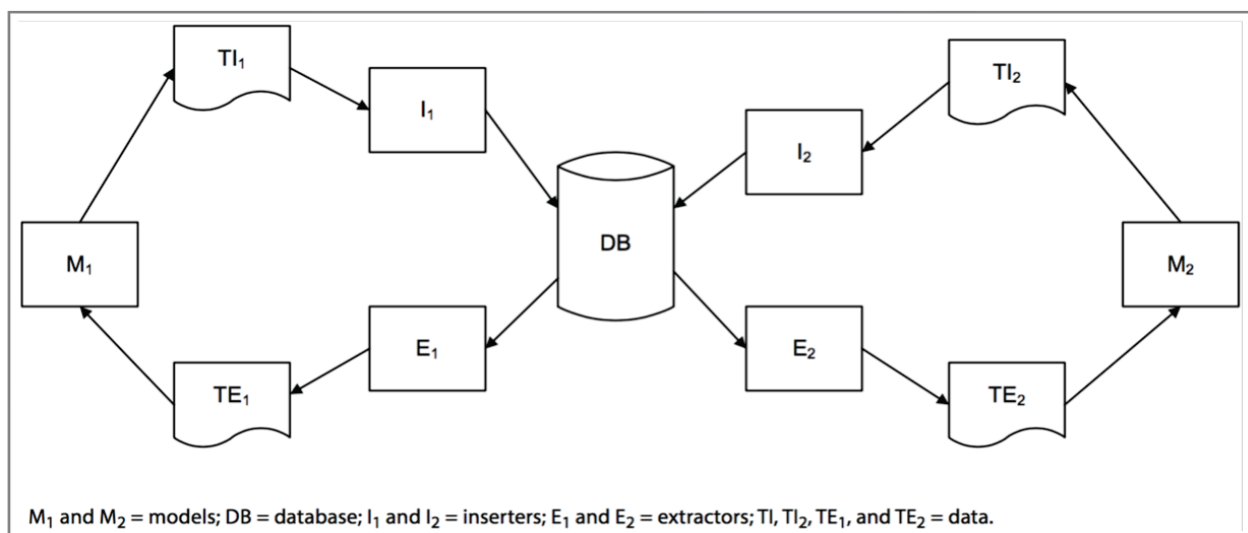 TI₁
TI₂
I₁
I₂
DB
M₁
M₂
E₁
E₂
TE₁
TE₂
M₁ and M₂ = models; DB = database; I₁ and I₂ = inserters; E₁ and E₂ = extractors; TI, TI₂, TE₁, and TE₂ = data.